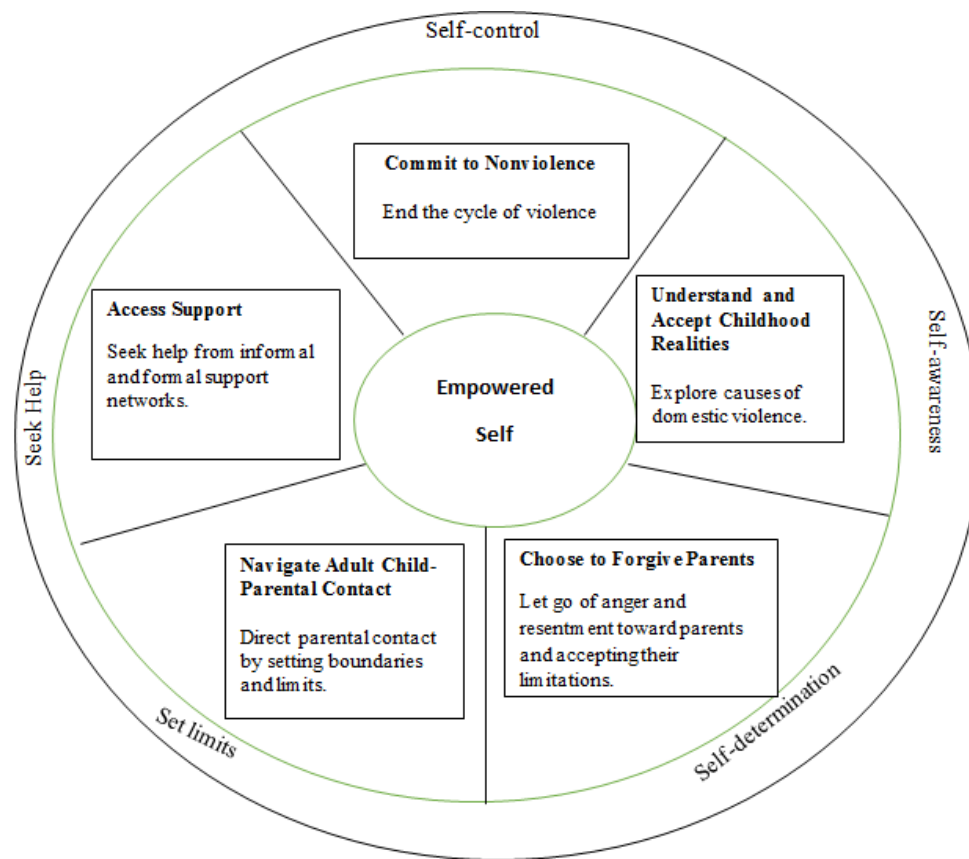 Self-control
Commit to Nonviolence
End the cycle of violence
Access Support
Seek help from informal
and formal support
networks.
Understand and
Accept Childhood
Realities
Explore causes of
domestic violence.
Self-awareness
Seek Help
Empowered
Self
Navigate Adult Child-
Parental Contact
Direct parental contact
by setting boundaries
and limits.
Choose to Forgive Parents
Let go of anger and
resentment toward parents
and accepting their
limitations.
Set limits
Self-determination